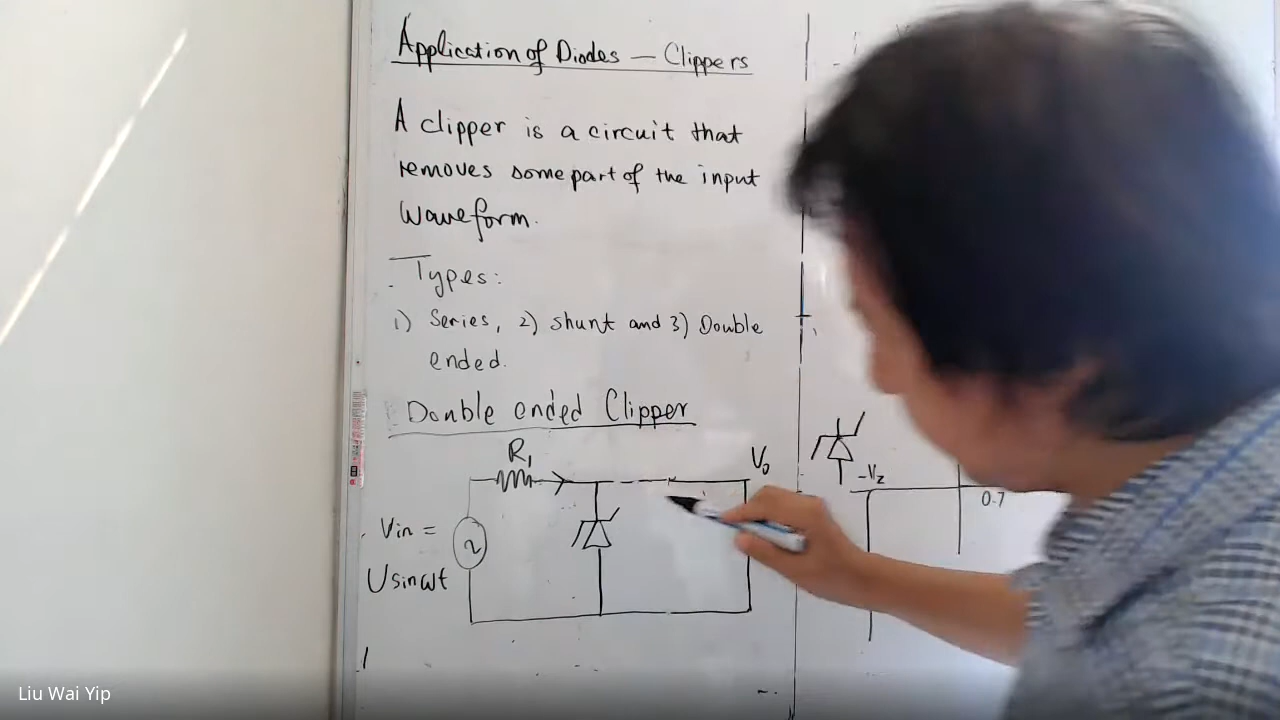 Application of Diodes — Clippers
A clipper is a circuit that
removes some part of the input
waveform.
Types:
1) Series, 2) shunt and 3) Double
ended.
Double ended Clipper
R1
Vo
Vin =
Usinωt
-Vz
0.7
Liu Wai Yip